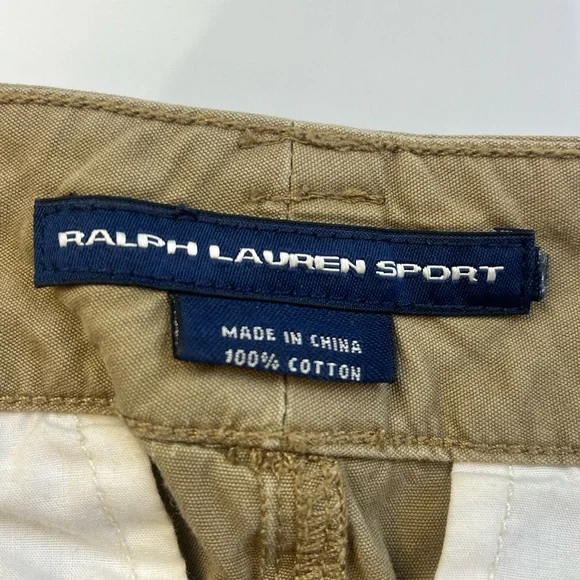 RALPH LAUREN SPORT
MADE IN CHINA
100% COTTON